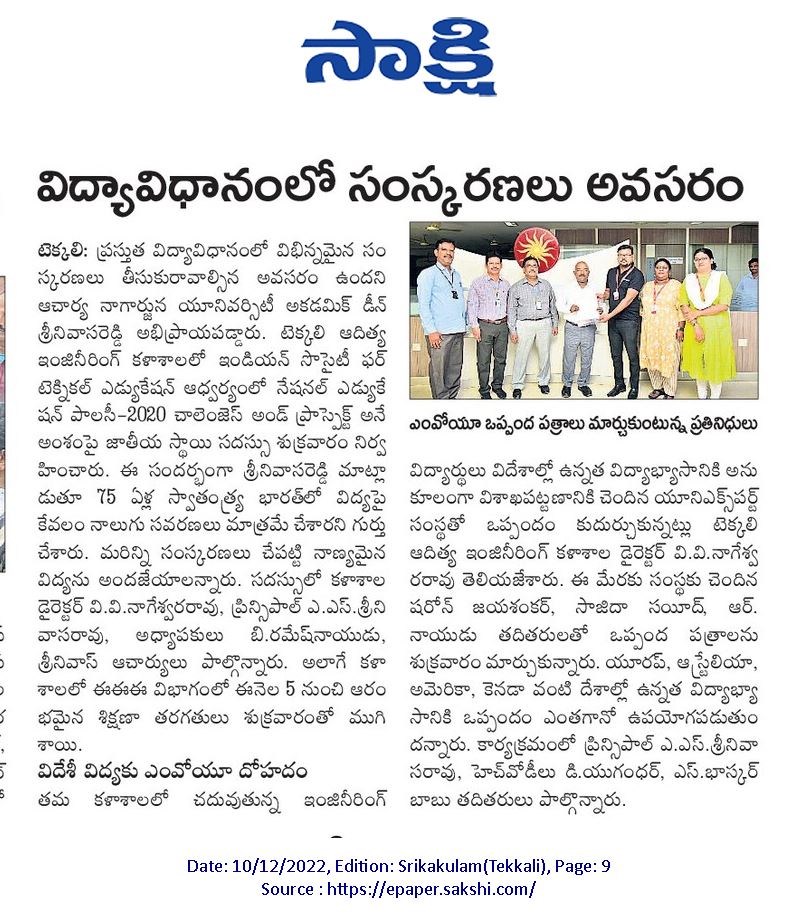 సాక్షి
విద్యావిధానంలో సంస్కరణలు అవసరం
టెక్కలి: ప్రస్తుత విద్యావిధానంలో విభిన్నమైన సం
స్కరణలు తీసుకురావాల్సిన అవసరం ఉందని
ఆచార్య నాగార్జున యూనివర్సిటీ అకడమిక్ డీన్
శ్రీనివాసరెడ్డి అభిప్రాయపడ్డారు. టెక్కలి ఆదిత్య
ఇంజినీరింగ్ కళాశాలలో ఇండియన్ సొసైటీ ఫర్
టెక్నికల్ ఎడ్యుకేషన్ ఆధ్వర్యంలో నేషనల్ ఎడ్యుకే
షన్ పాలసీ–2020 చాలెంజెస్ అండ్ ప్రాస్పెక్ట్ అనే
అంశంపై జాతీయ స్థాయి సదస్సు శుక్రవారం నిర్వ
హించారు. ఈ సందర్భంగా శ్రీనివాసరెడ్డి మాట్లా
డుతూ 75 ఏళ్ల స్వాతంత్ర్య భారత్‌లో విద్యపై
కేవలం నాలుగు సవరణలు మాత్రమే చేశారని గుర్తు
చేశారు. మరిన్ని సంస్కరణలు చేపట్టి నాణ్యమైన
విద్యను అందజేయాలన్నారు. సదస్సులో కళాశాల
డైరెక్టర్ వి.వి.నాగేశ్వరరావు, ప్రిన్సిపాల్ ఎ.ఎస్.శ్రీని
వాసరావు, అధ్యాపకులు బి.రమేష్‌నాయుడు,
శ్రీనివాస్ ఆచార్యులు పాల్గొన్నారు. అలాగే కళా
శాలలో ఈఈఈ విభాగంలో ఈనెల 5 నుంచి ఆరం
భమైన శిక్షణా తరగతులు శుక్రవారంతో ముగి
శాయి.
విదేశీ విద్యకు ఎంవోయూ దోహదం
తమ కళాశాలలో చదువుతున్న ఇంజినీరింగ్
ఎంవోయూ ఒప్పంద పత్రాలు మార్చుకుంటున్న ప్రతినిధులు
విద్యార్థులు విదేశాల్లో ఉన్నత విద్యాభ్యాసానికి అను
కూలంగా విశాఖపట్టణానికి చెందిన యూనిఎక్స్‌పర్ట్
సంస్థతో ఒప్పందం కుదుర్చుకున్నట్లు టెక్కలి
ఆదిత్య ఇంజినీరింగ్ కళాశాల డైరెక్టర్ వి.వి.నాగేశ్వ
రరావు తెలియజేశారు. ఈ మేరకు సంస్థకు చెందిన
షరోన్ జయశంకర్, సాజిదా సయీద్, ఆర్.
నాయుడు తదితరులతో ఒప్పంద పత్రాలను
శుక్రవారం మార్చుకున్నారు. యూరప్, ఆస్ట్రేలియా,
అమెరికా, కెనడా వంటి దేశాల్లో ఉన్నత విద్యాభ్యా
సానికి ఒప్పందం ఎంతగానో ఉపయోగపడుతుం
దన్నారు. కార్యక్రమంలో ప్రిన్సిపాల్ ఎ.ఎస్.శ్రీనివా
సరావు, హెచ్‌వోడీలు డి.యుగంధర్, ఎస్.భాస్కర్
బాబు తదితరులు పాల్గొన్నారు.
Date: 10/12/2022, Edition: Srikakulam(Tekkali), Page: 9
Source : https://epaper.sakshi.com/